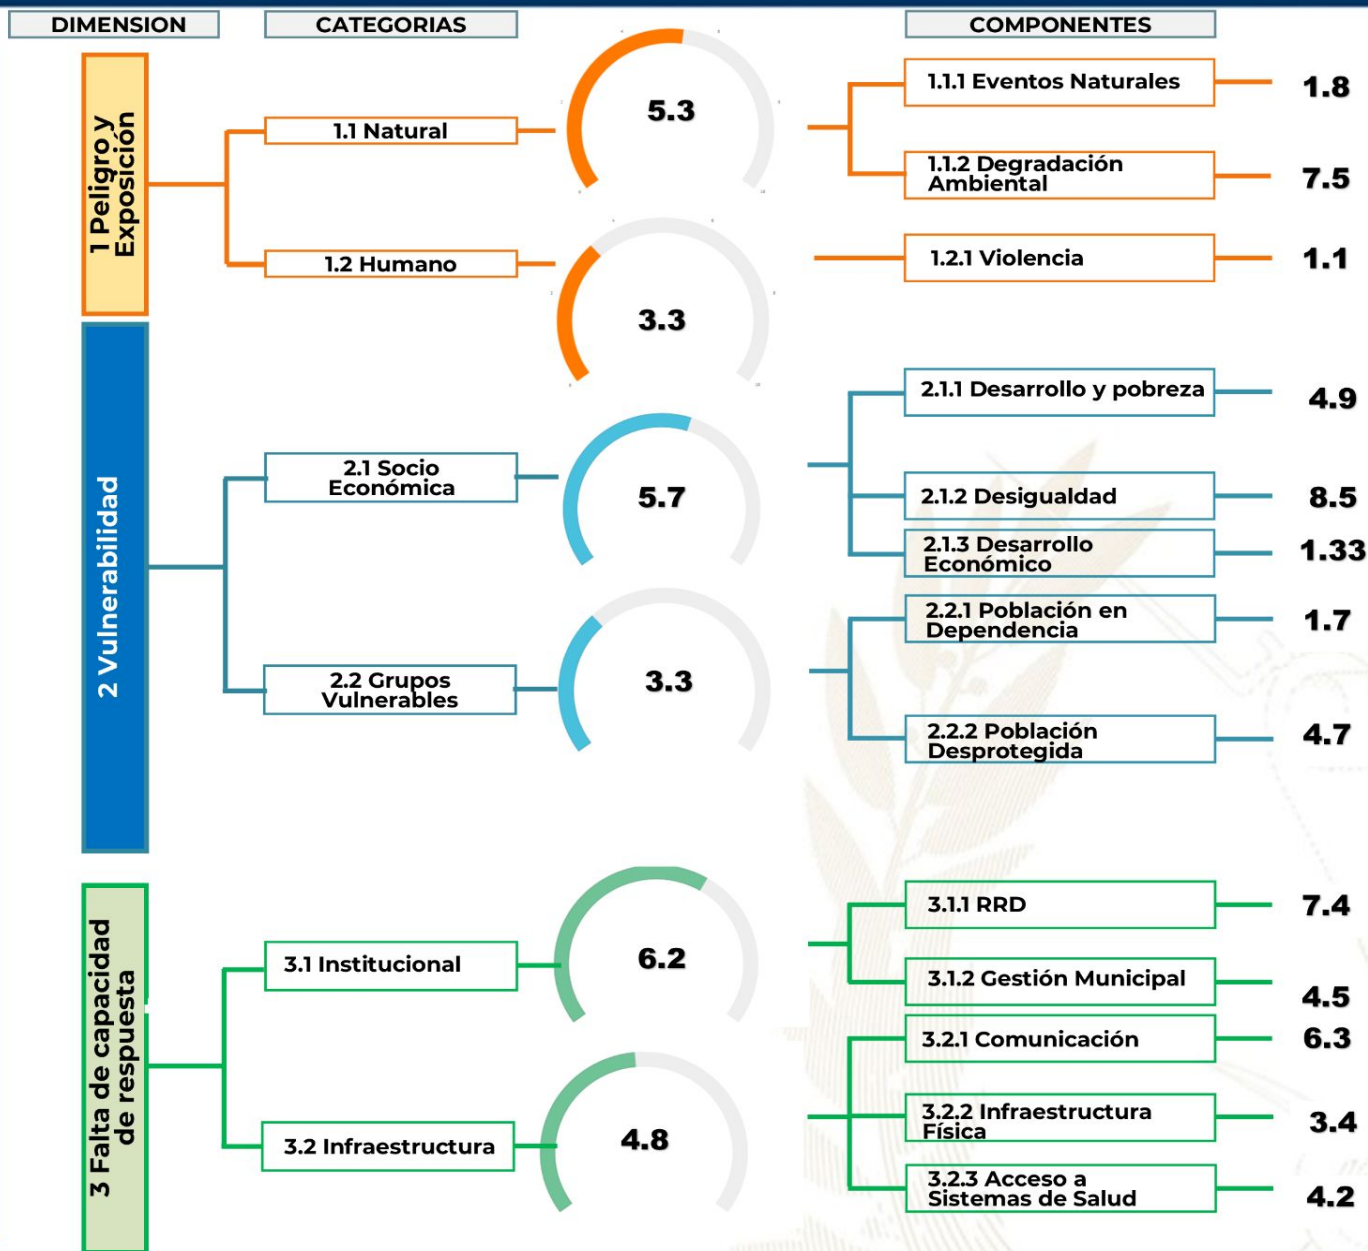 DIMENSION
CATEGORIAS
COMPONENTES
1 Peligro y
Exposición
1.1 Natural
5.3
1.1.1 Eventos Naturales
1.8
1.1.2 Degradación
Ambiental
7.5
1.2 Humano
3.3
1.2.1 Violencia
1.1
2 Vulnerabilidad
2.1 Socio
Económica
5.7
2.1.1 Desarrollo y pobreza
4.9
2.1.2 Desigualdad
8.5
2.1.3 Desarrollo
Económico
1.33
2.2 Grupos
Vulnerables
3.3
2.2.1 Población en
Dependencia
1.7
2.2.2 Población
Desprotegida
4.7
3 Falta de capacidad
de respuesta
3.1 Institucional
6.2
3.1.1 RRD
7.4
3.1.2 Gestión Municipal
4.5
3.2 Infraestructura
4.8
3.2.1 Comunicación
6.3
3.2.2 Infraestructura
Física
3.4
3.2.3 Acceso a
Sistemas de Salud
4.2